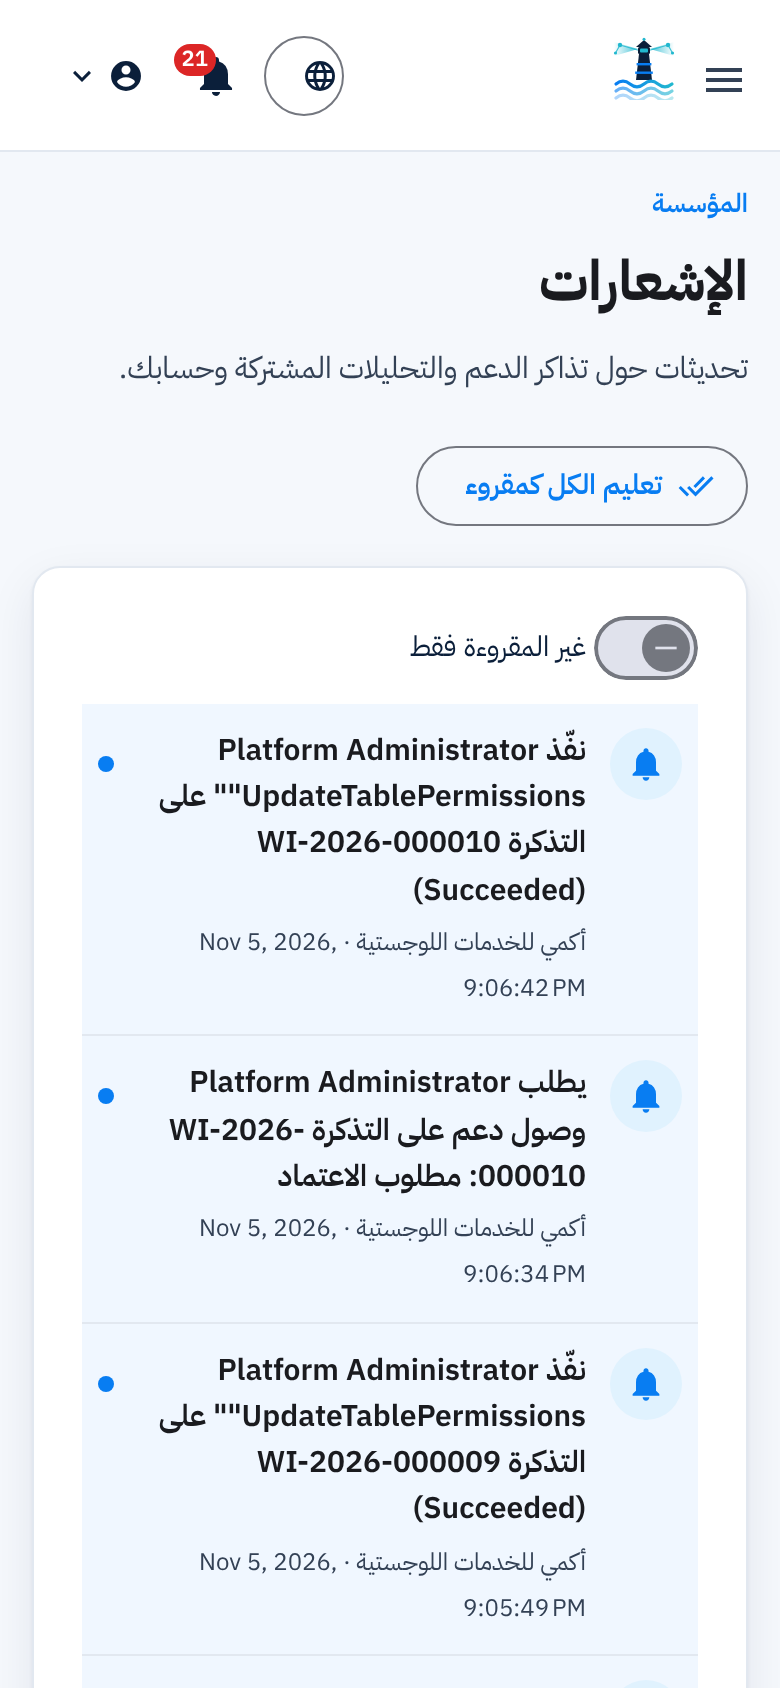 21
المؤسسة
الإشعارات
تحديثات حول تذاكر الدعم والتحليلات المشتركة وحسابك.
تعليم الكل كمقروء
غير المقروءة فقط
نفّذ Platform Administrator
"UpdateTablePermissions" على
التذكرة WI-2026-000010
(Succeeded)
أكمي للخدمات اللوجستية · Nov 5, 2026,
9:06:42 PM
يطلب Platform Administrator
وصول دعم على التذكرة WI-2026-
000010: مطلوب الاعتماد
أكمي للخدمات اللوجستية · Nov 5, 2026,
9:06:34 PM
نفّذ Platform Administrator
"UpdateTablePermissions" على
التذكرة WI-2026-000009
(Succeeded)
أكمي للخدمات اللوجستية · Nov 5, 2026,
9:05:49 PM